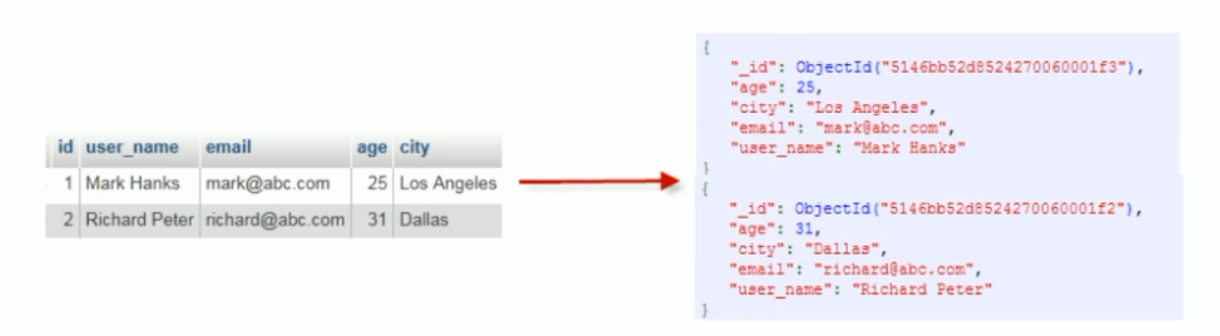 id user_name email age city
1 Mark Hanks mark@abc.com 25 Los Angeles
2 Richard Peter richard@abc.com 31 Dallas
{
"_id": ObjectId("5146bb52d8524270060001f3"),
"age": 25,
"city": "Los Angeles",
"email": "mark@abc.com",
"user_name": "Mark Hanks"
}
{
"_id": ObjectId("5146bb52d8524270060001f2"),
"age": 31,
"city": "Dallas",
"email": "richard@abc.com",
"user_name": "Richard Peter"
}